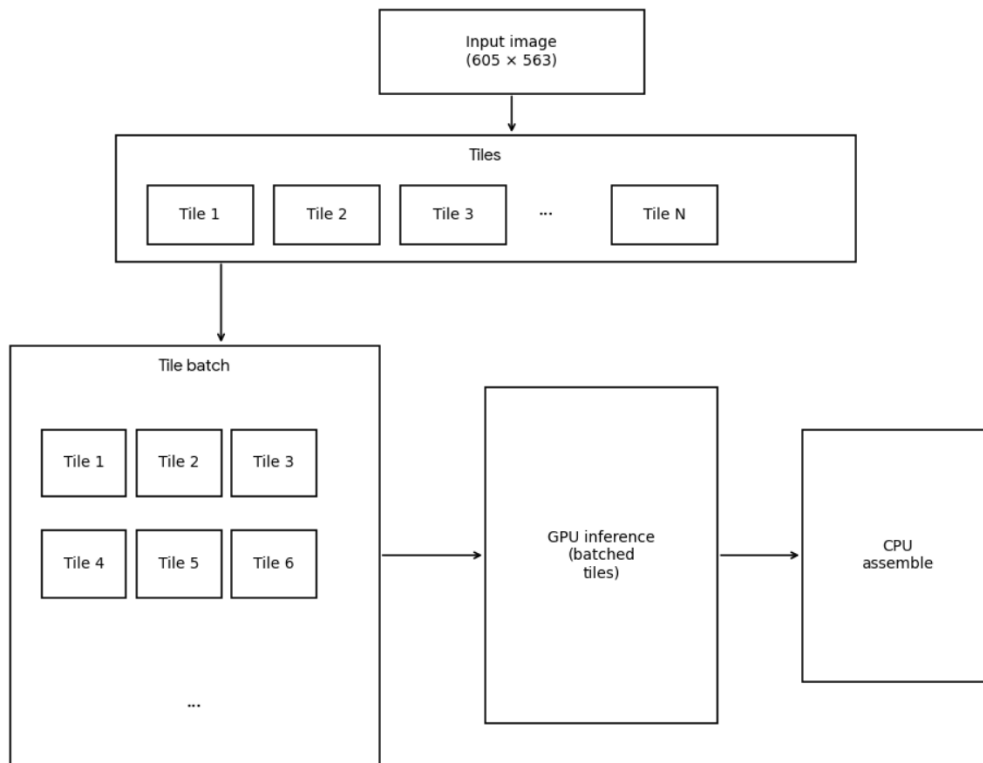 Input image
(605 × 563)
Tiles
Tile 1
Tile 2
Tile 3
...
Tile N
Tile batch
Tile 1
Tile 2
Tile 3
Tile 4
Tile 5
Tile 6
...
GPU inference
(batched
tiles)
CPU
assemble